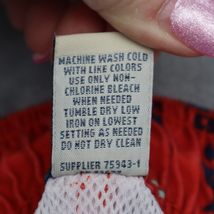 MACHINE WASH COLD
WITH LIKE COLORS
USE ONLY NON-
CHLORINE BLEACH
WHEN NEEDED
TUMBLE DRY LOW
IRON ON LOWEST
SETTING AS NEEDED
DO NOT DRY CLEAN
SUPPLIER 75943-1